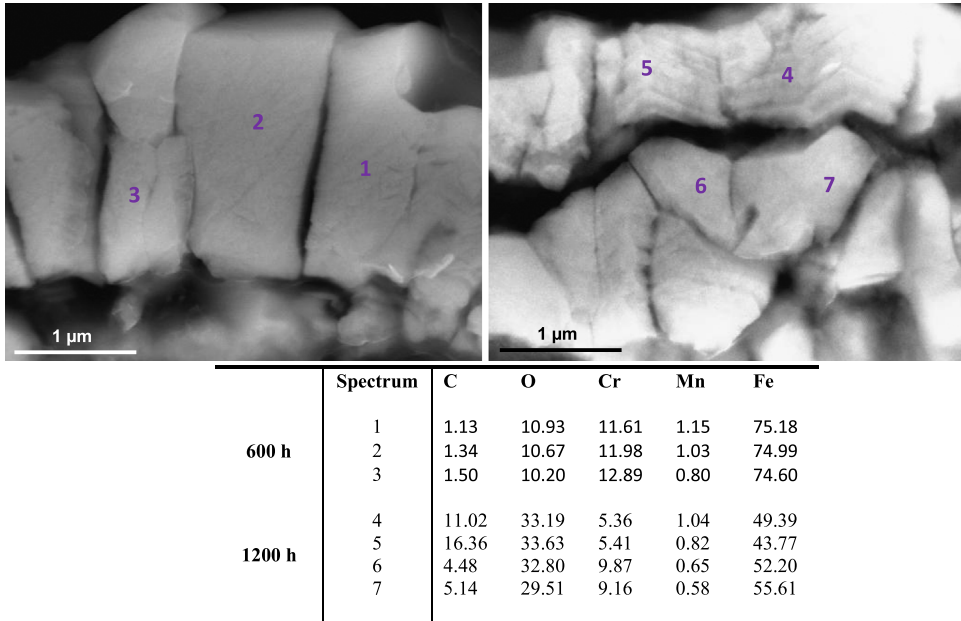 5
4
2
1
3
6
7
1 µm
1 µm
Spectrum C O Cr Mn Fe
1 1.13 10.93 11.61 1.15 75.18
600 h 2 1.34 10.67 11.98 1.03 74.99
3 1.50 10.20 12.89 0.80 74.60
4 11.02 33.19 5.36 1.04 49.39
1200 h 5 16.36 33.63 5.41 0.82 43.77
6 4.48 32.80 9.87 0.65 52.20
7 5.14 29.51 9.16 0.58 55.61